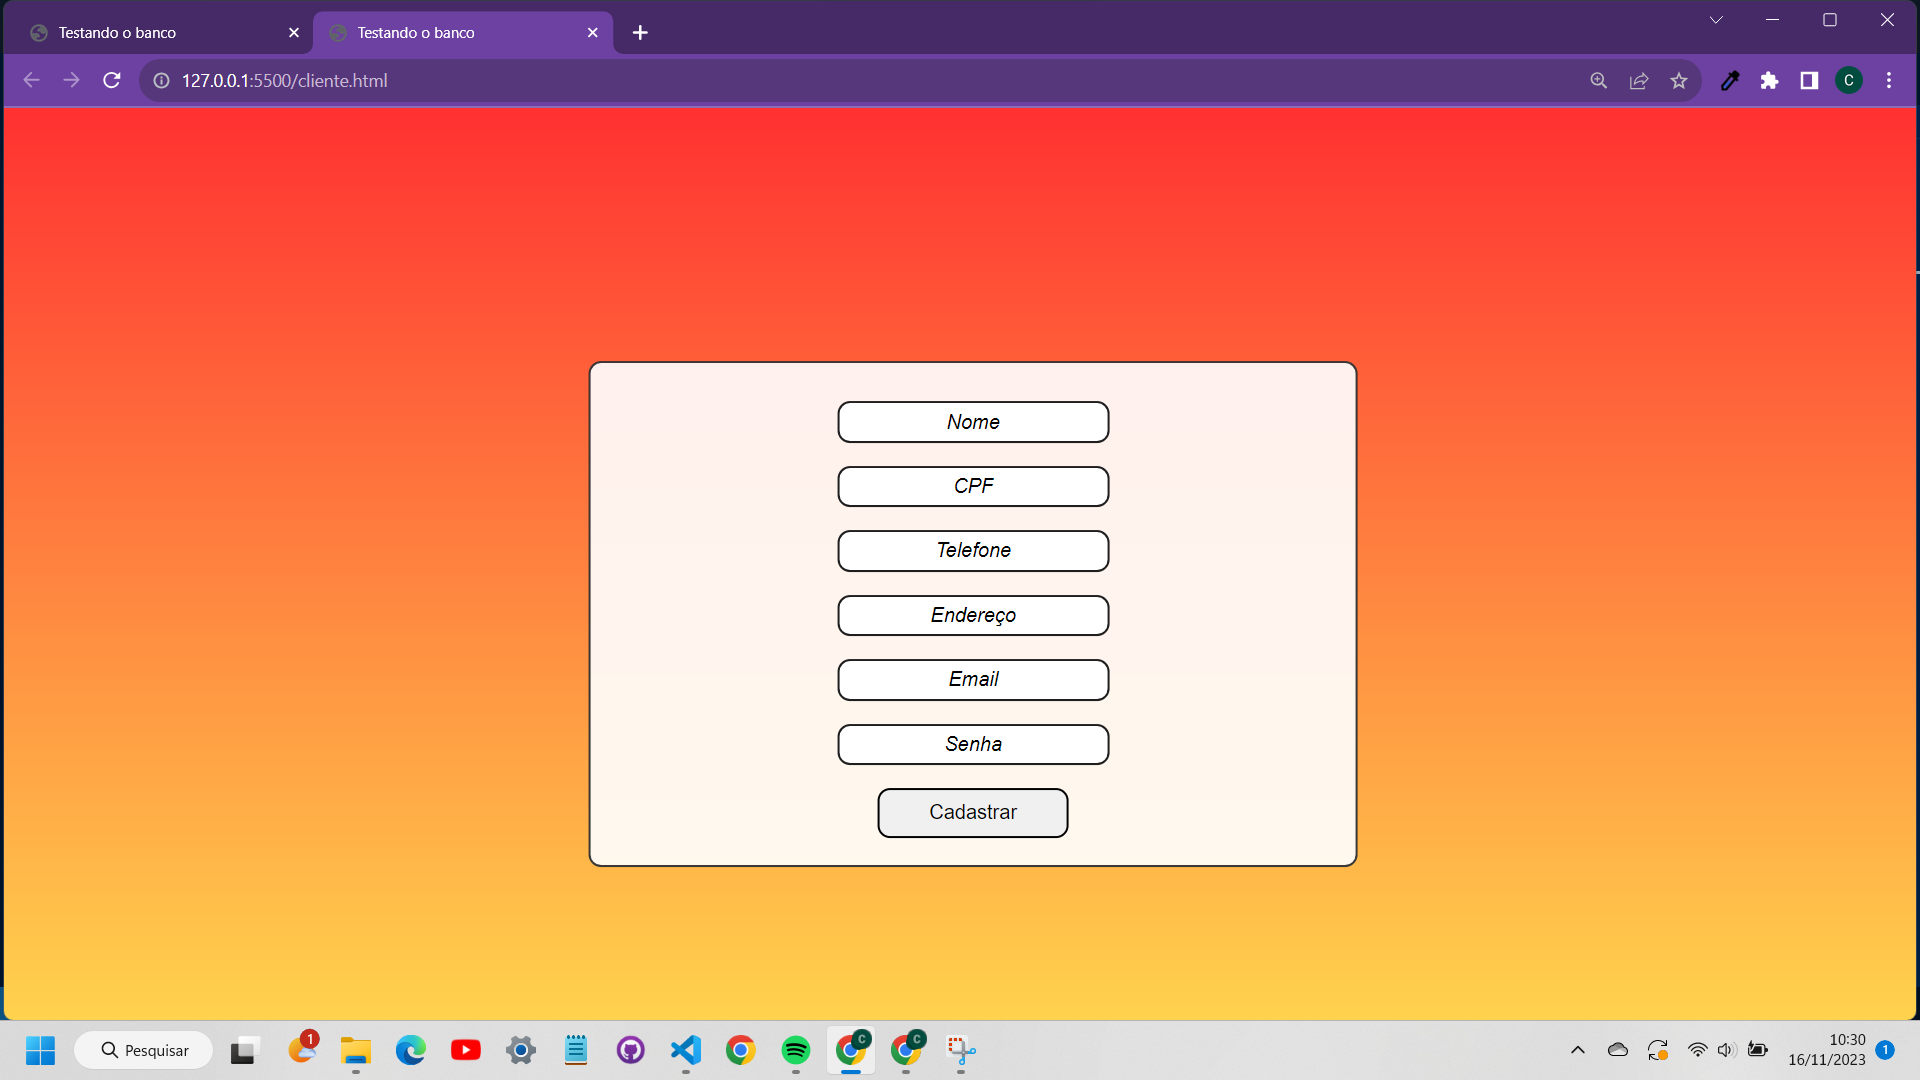 Testando o banco
Testando o banco
127.0.0.1:5500/cliente.html
C
Nome
CPF
Telefone
Endereço
Email
Senha
Cadastrar
Pesquisar
1
C
C
10:30
16/11/2023
1